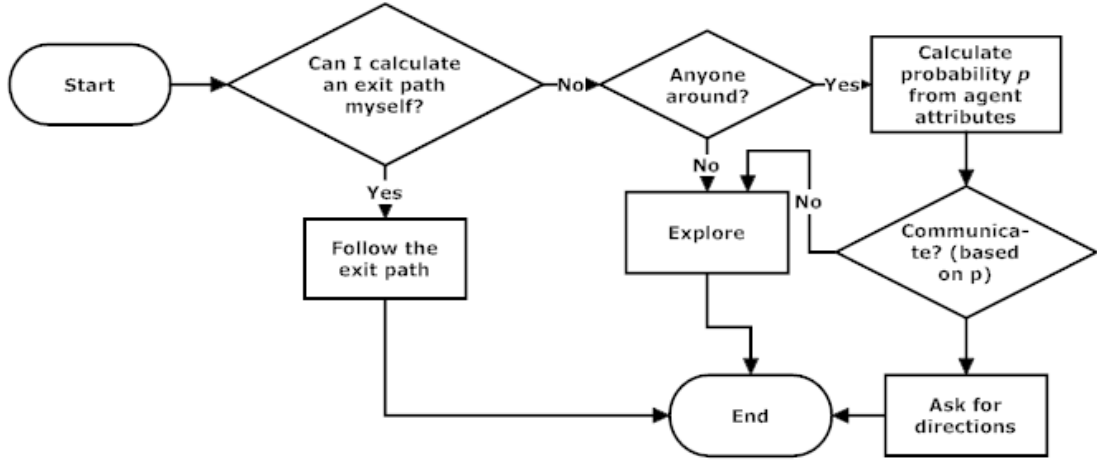 Start
Can I calculate
an exit path
myself?
No
Anyone
around?
Yes
Calculate
probability p
from agent
attributes
No
Yes
Explore
No
Communica-
te? (based
on p)
Follow the
exit path
End
Ask for
directions